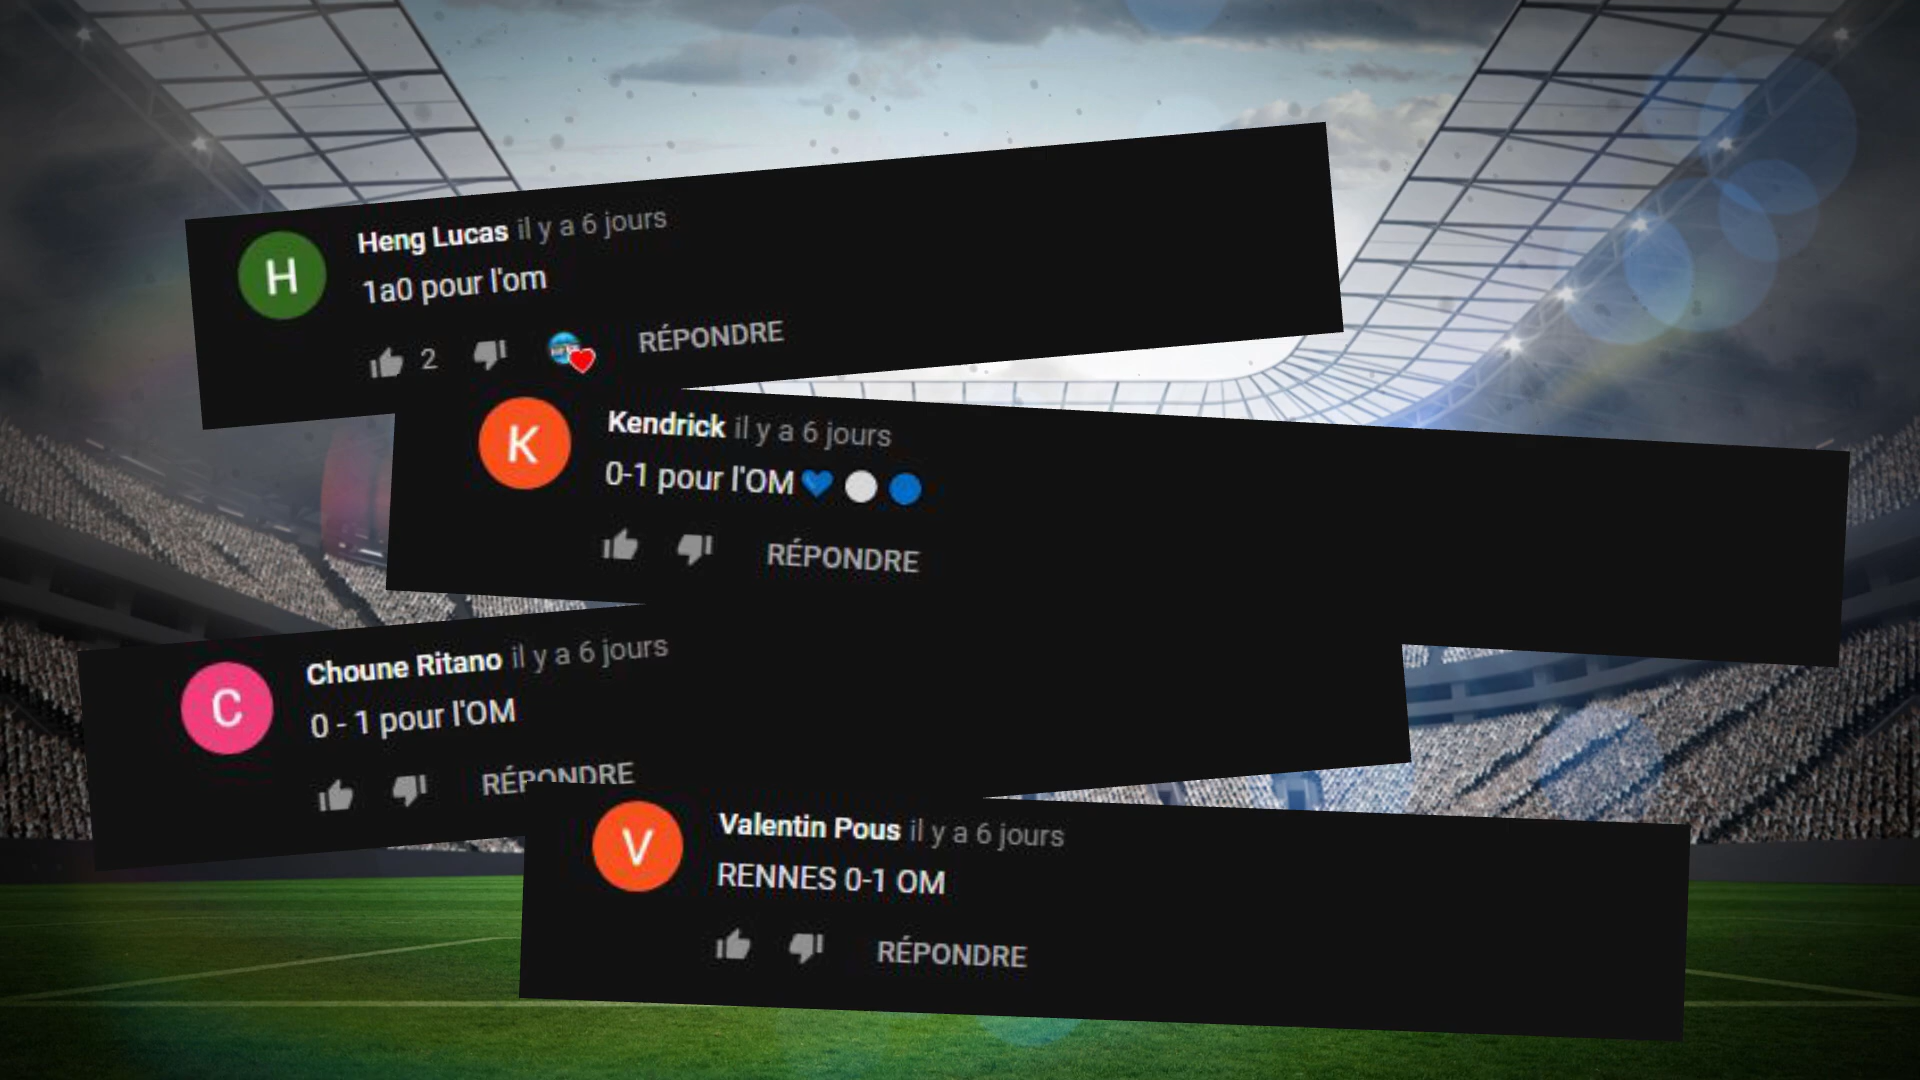 H
Heng Lucas il y a 6 jours
1a0 pour l'om
2 RÉPONDRE
K
Kendrick il y a 6 jours
0-1 pour l'OM 💙 ⚪ 🔵
RÉPONDRE
C
Choune Ritano il y a 6 jours
0 - 1 pour l'OM
RÉPONDRE
V
Valentin Pous il y a 6 jours
RENNES 0-1 OM
RÉPONDRE